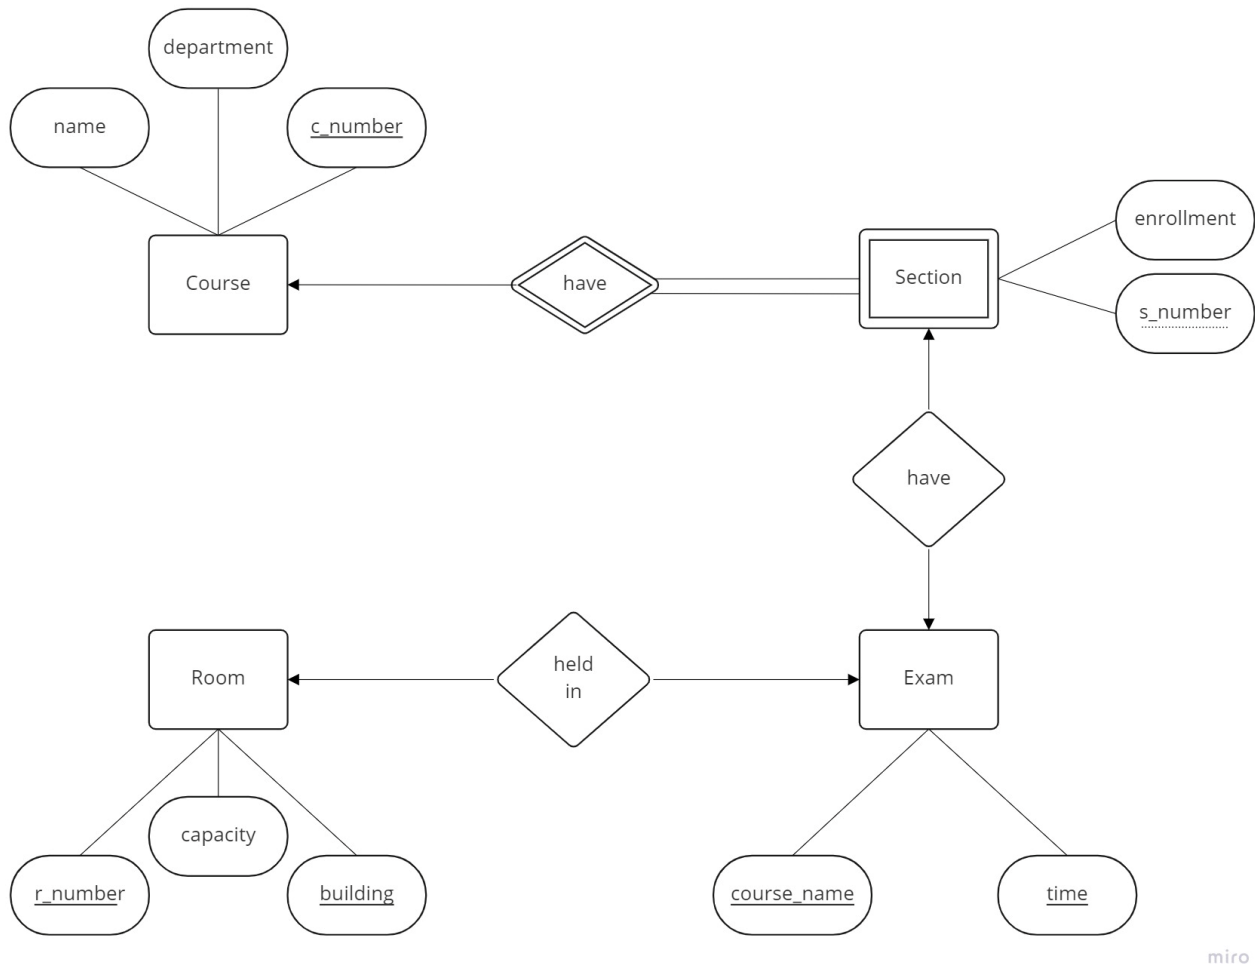 department
name
c_number
enrollment
Course
have
Section
s_number
have
Room
held
in
Exam
capacity
r_number
building
course_name
time
miro